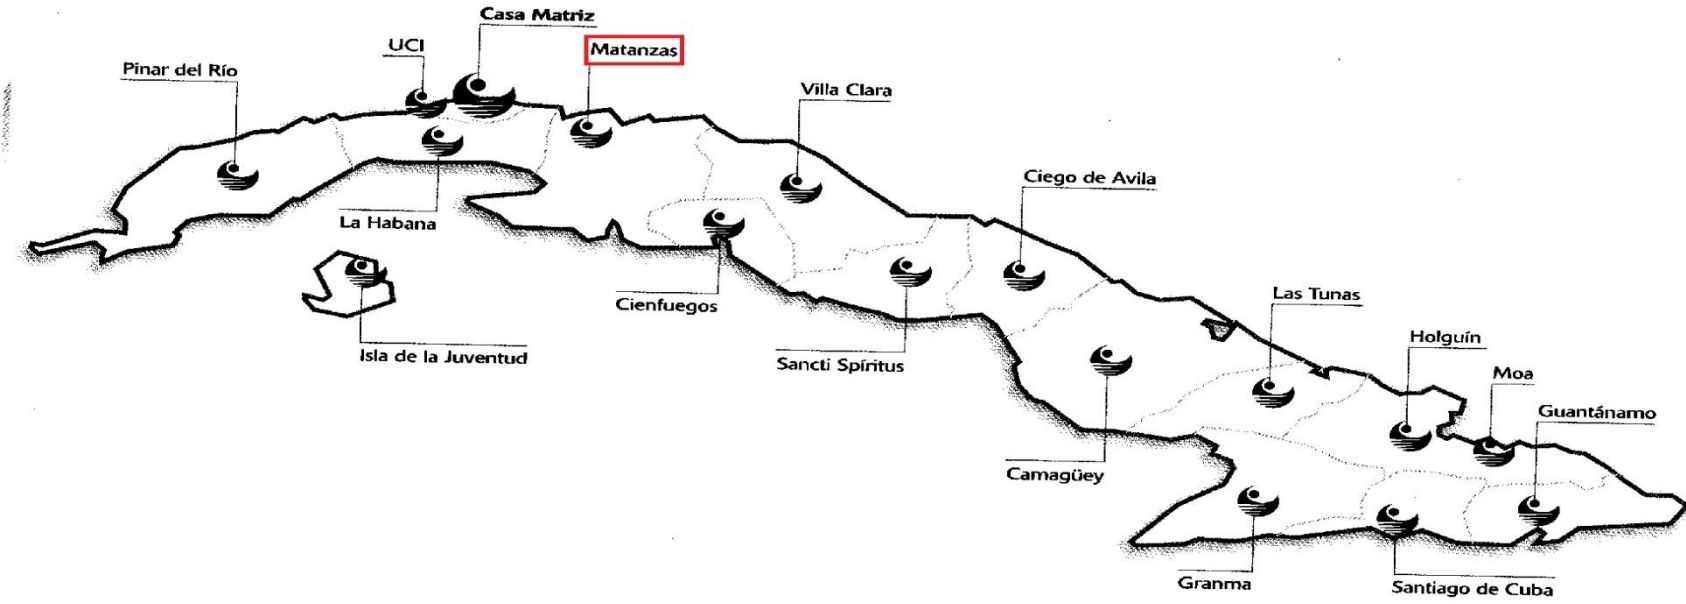 Casa Matriz
UCI
Matanzas
Pinar del Río
Villa Clara
Ciego de Avila
La Habana
Cienfuegos
Las Tunas
Isla de la Juventud
Sancti Spíritus
Holguín
Moa
Guantánamo
Camagüey
Granma
Santiago de Cuba